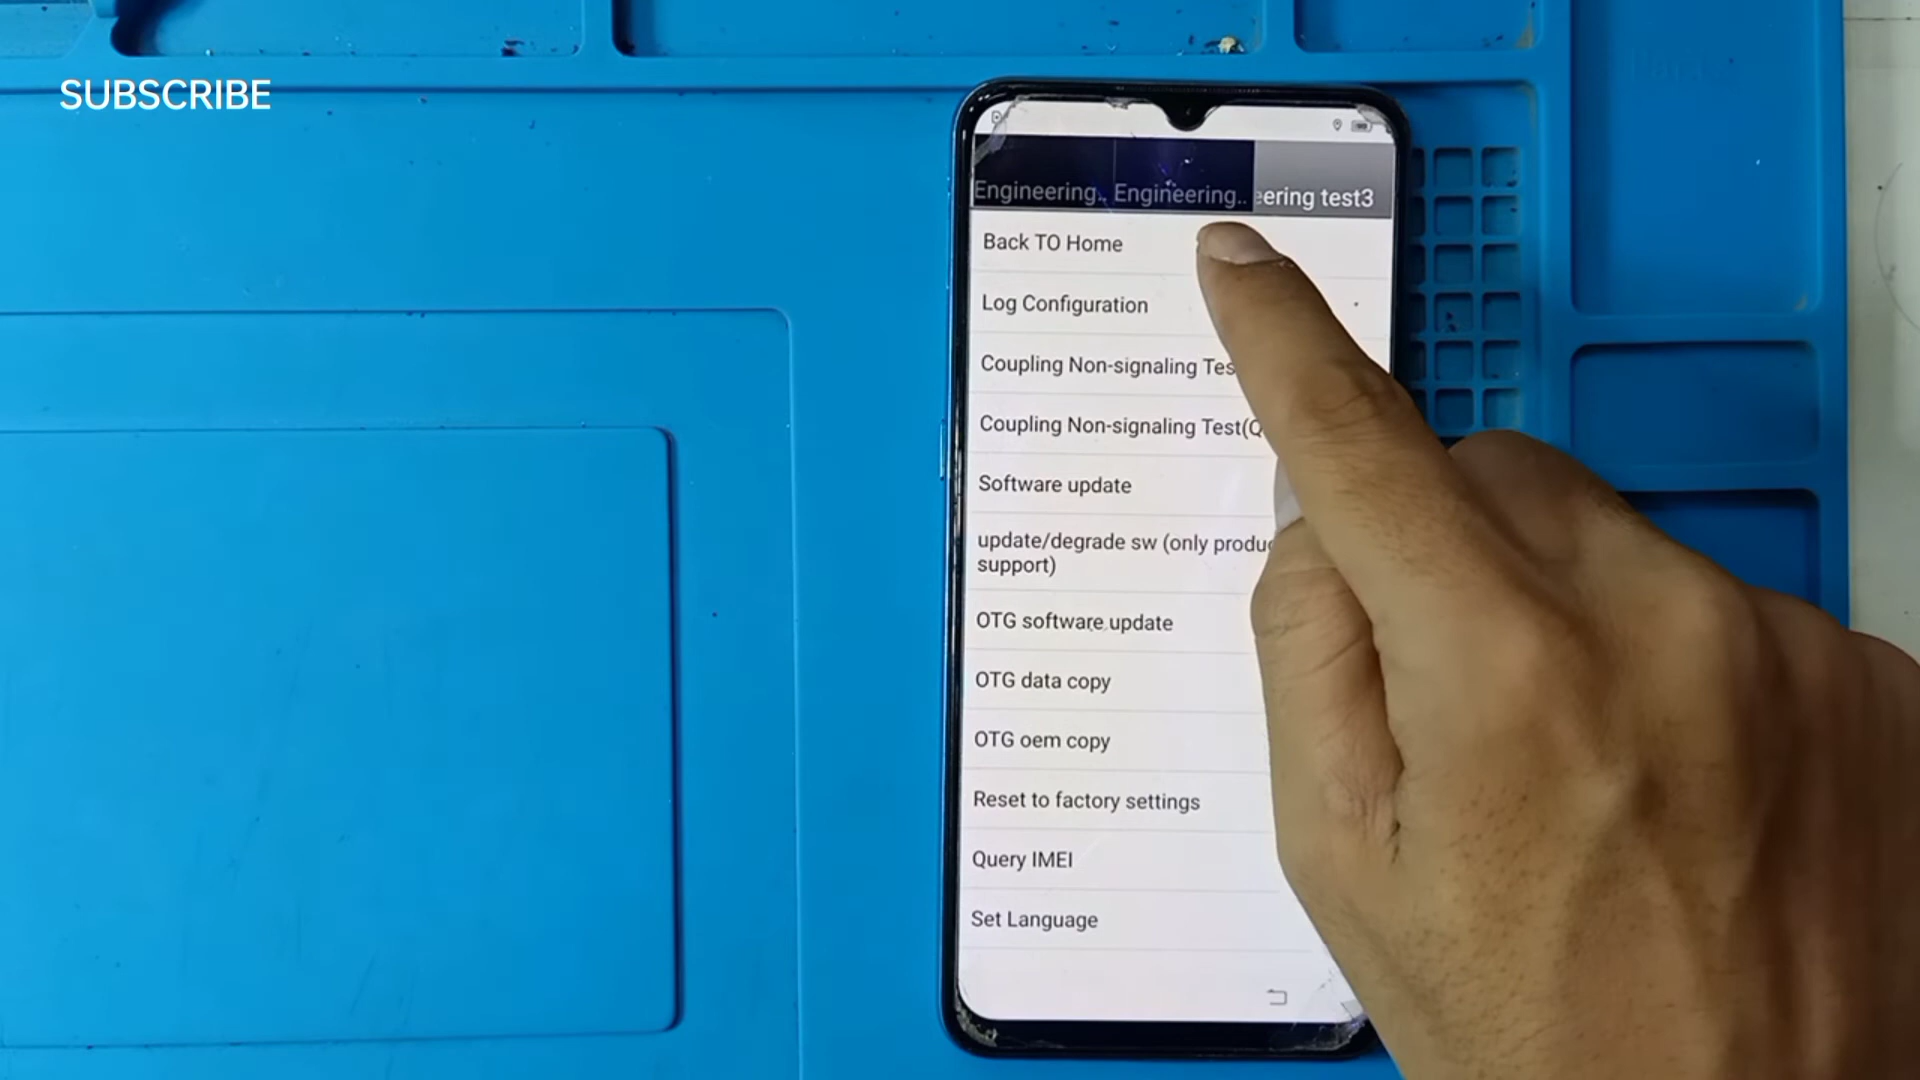 SUBSCRIBE
Engineering.. Engineering.. eering test3
Back TO Home
Log Configuration
Coupling Non-signaling Tes
Coupling Non-signaling Test(Q
Software update
update/degrade sw (only produc
support)
OTG software update
OTG data copy
OTG oem copy
Reset to factory settings
Query IMEI
Set Language